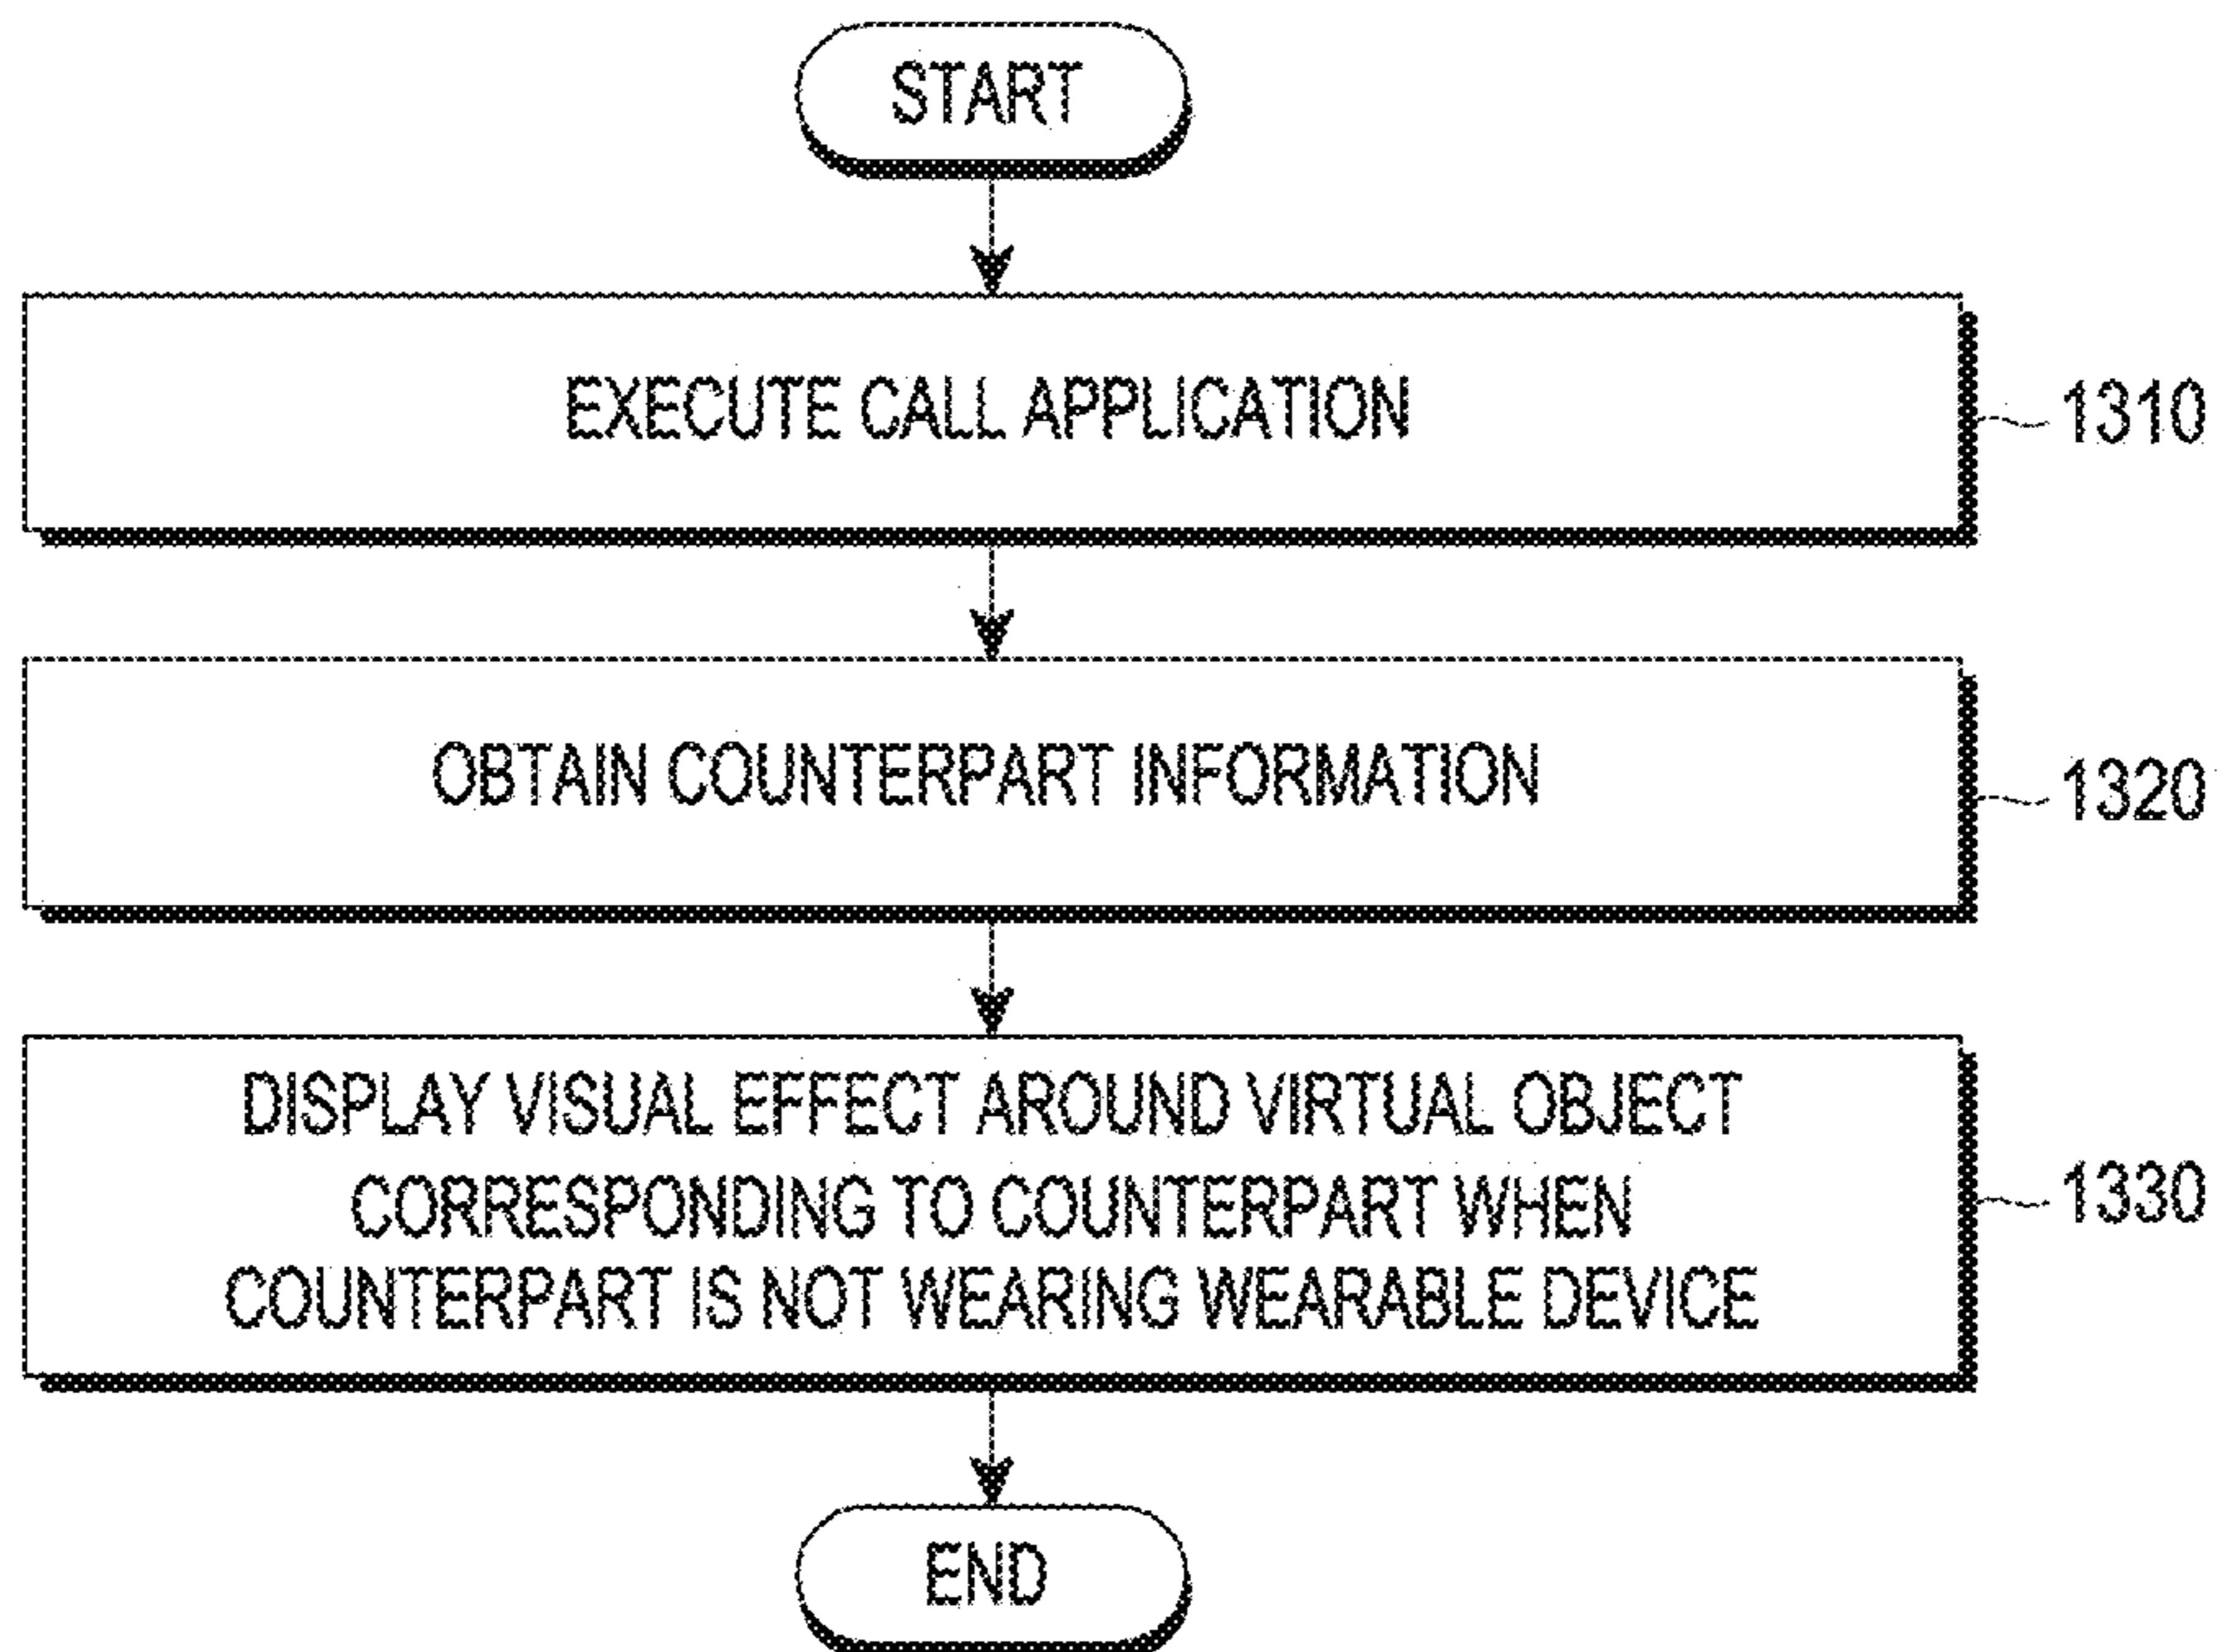 START
EXECUTE CALL APPLICATION
1310
OBTAIN COUNTERPART INFORMATION
1320
DISPLAY VISUAL EFFECT AROUND VIRTUAL OBJECT
CORRESPONDING TO COUNTERPART WHEN
COUNTERPART IS NOT WEARING WEARABLE DEVICE
1330
END